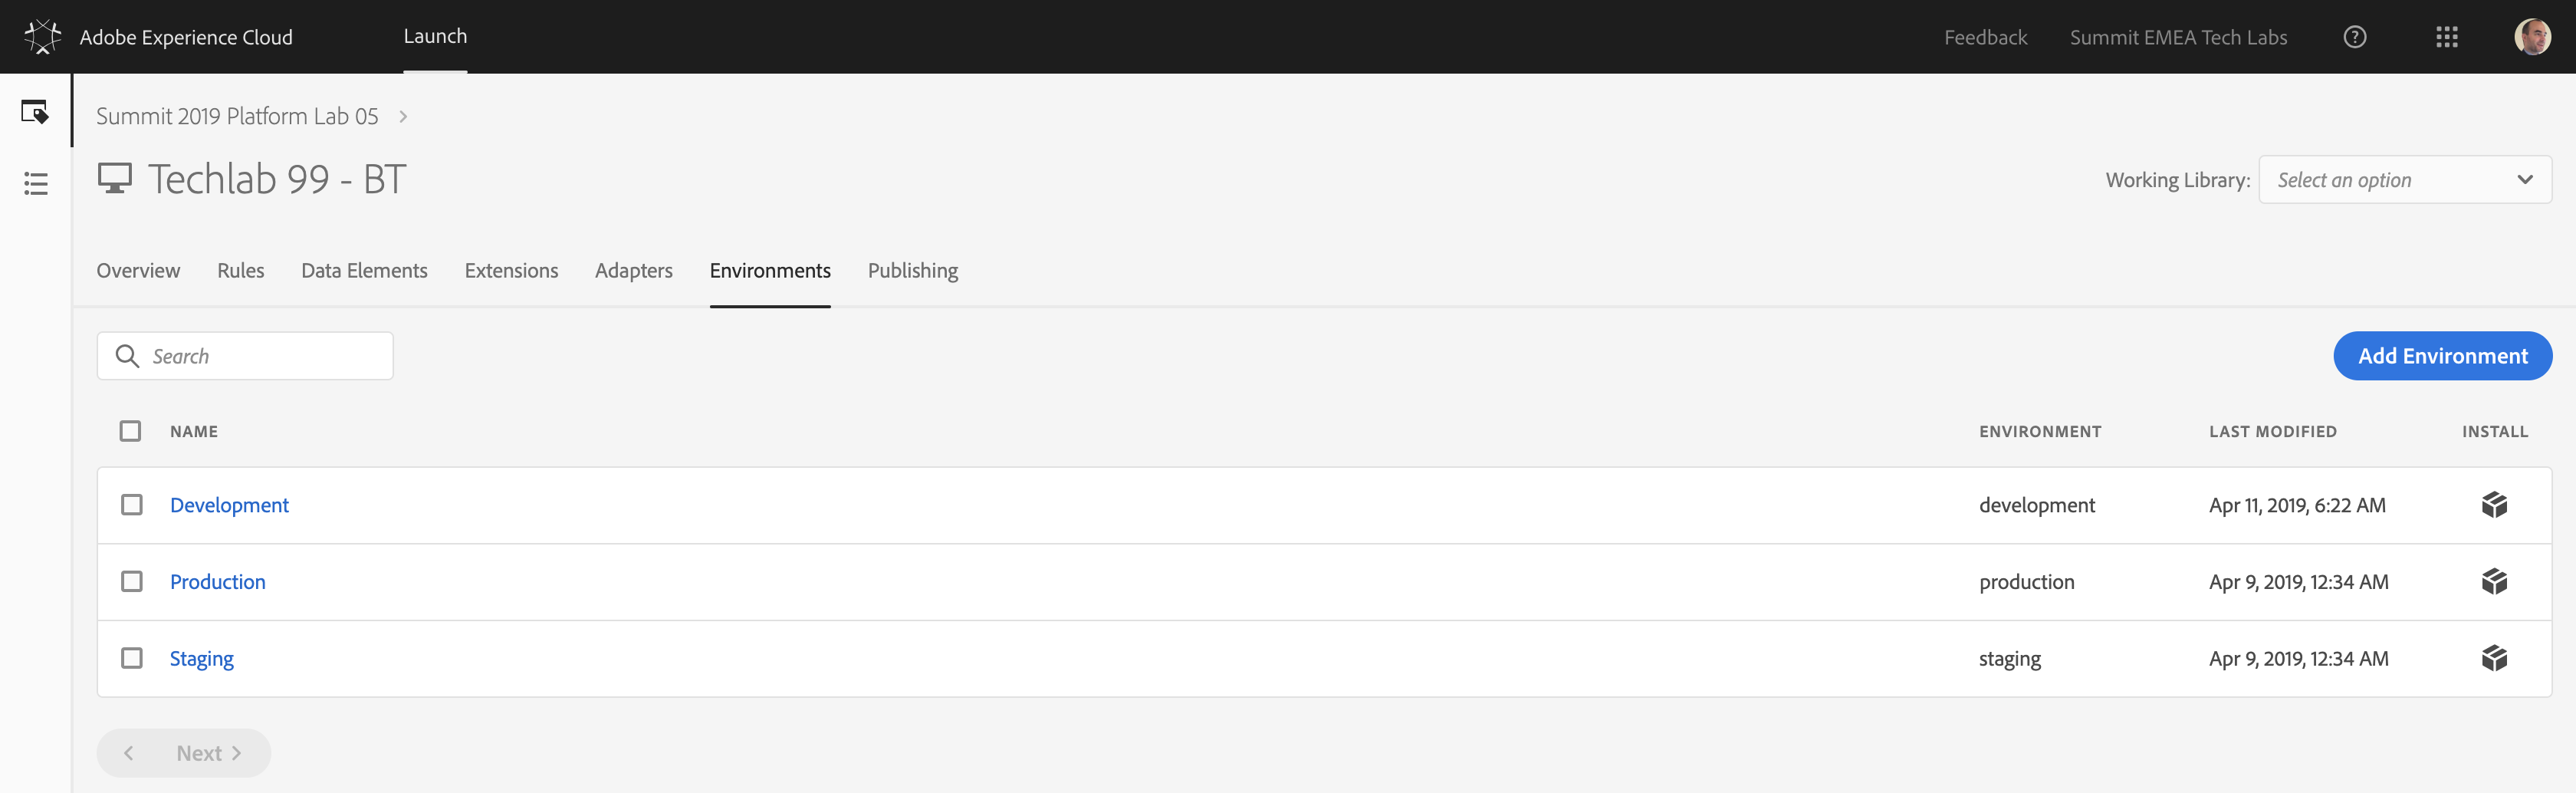 Adobe Experience Cloud Launch Feedback Summit EMEA Tech Labs
Summit 2019 Platform Lab 05
Techlab 99 - BT Working Library: Select an option
Overview Rules Data Elements Extensions Adapters Environments Publishing
Search Add Environment
NAME ENVIRONMENT LAST MODIFIED INSTALL
Development development Apr 11, 2019, 6:22 AM
Production production Apr 9, 2019, 12:34 AM
Staging staging Apr 9, 2019, 12:34 AM
Next